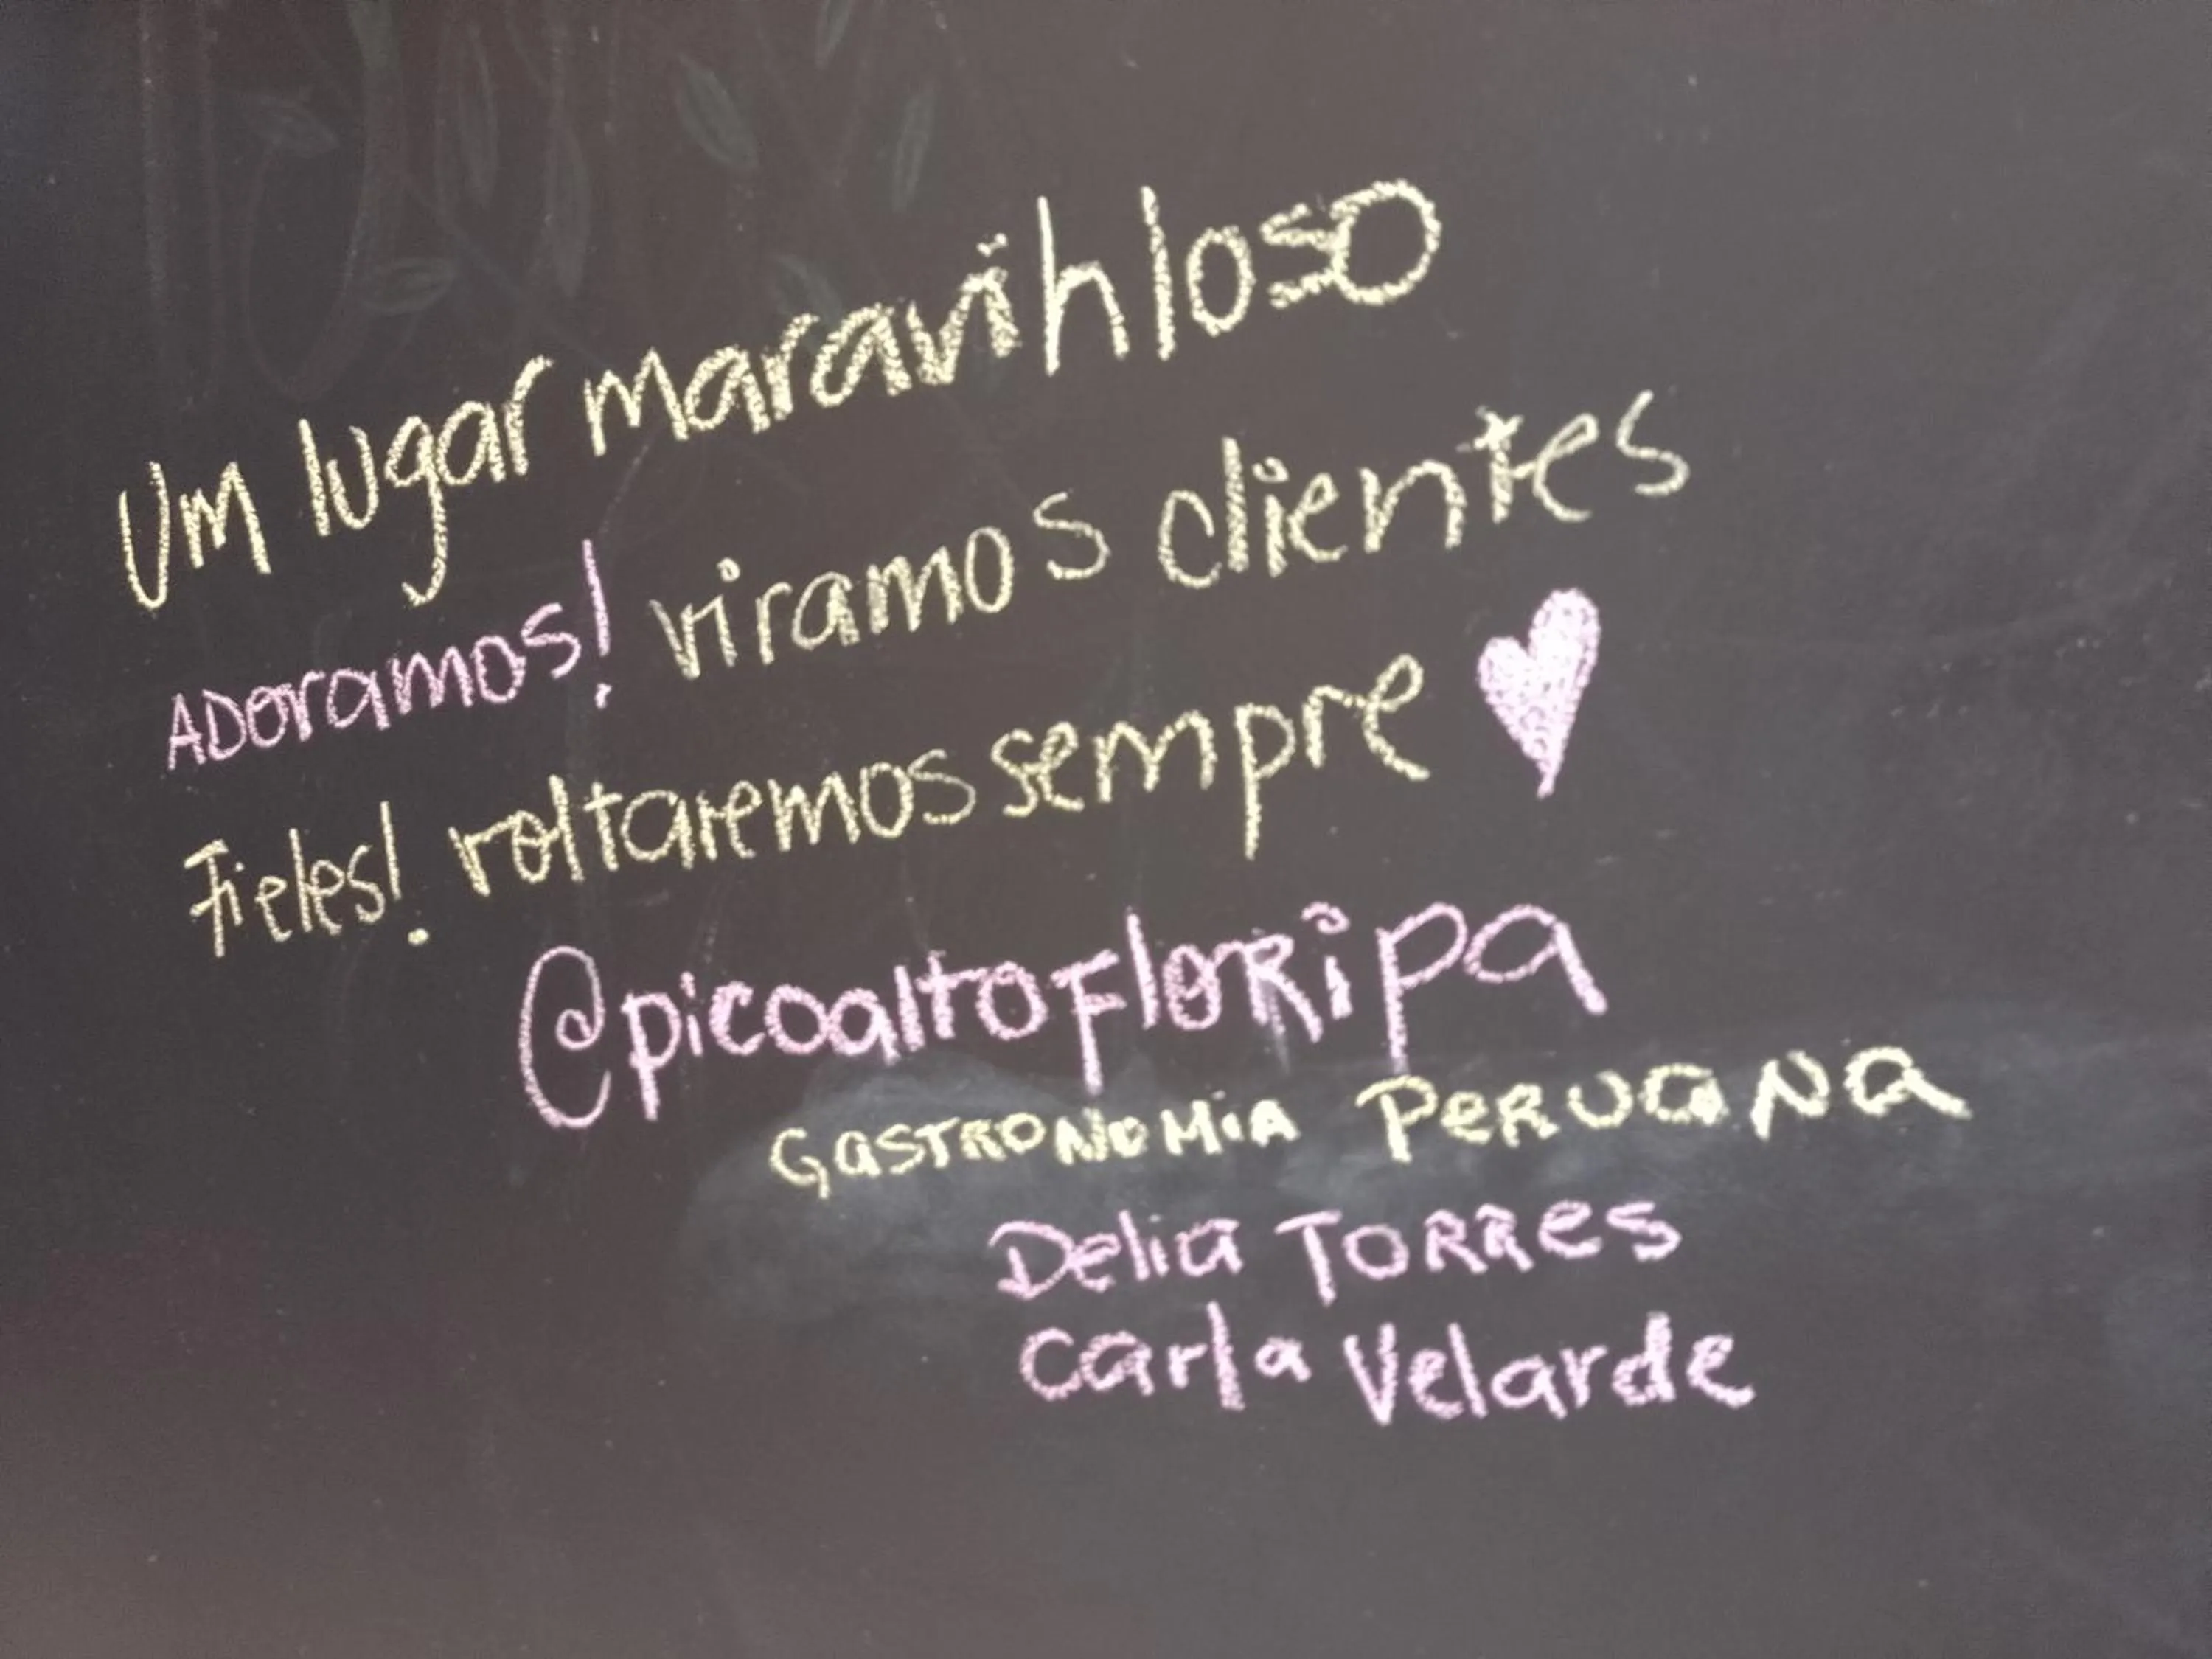 Um lugar maravihloso
ADoramos! viramos clientes
Fieles! voltaremos sempre
@picoaltofloRipa
GaSTRONOMiA PeRUaNa
Delia TORRes
Carla Velarde